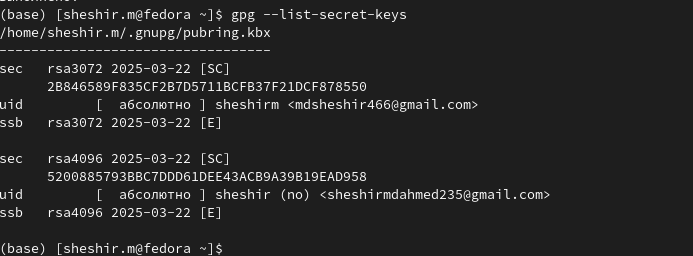 (base) [sheshir.m@fedora ~]$ gpg --list-secret-keys
/home/sheshir.m/.gnupg/pubring.kbx
----------------------------------
sec   rsa3072 2025-03-22 [SC]
      2B846589F835CF2B7D5711BCFB37F21DCF878550
uid         [  абсолютно ] sheshirm <mdsheshir466@gmail.com>
ssb   rsa3072 2025-03-22 [E]

sec   rsa4096 2025-03-22 [SC]
      5200885793BBC7DDD61DEE43ACB9A39B19EAD958
uid         [  абсолютно ] sheshir (no) <sheshirmdahmed235@gmail.com>
ssb   rsa4096 2025-03-22 [E]

(base) [sheshir.m@fedora ~]$